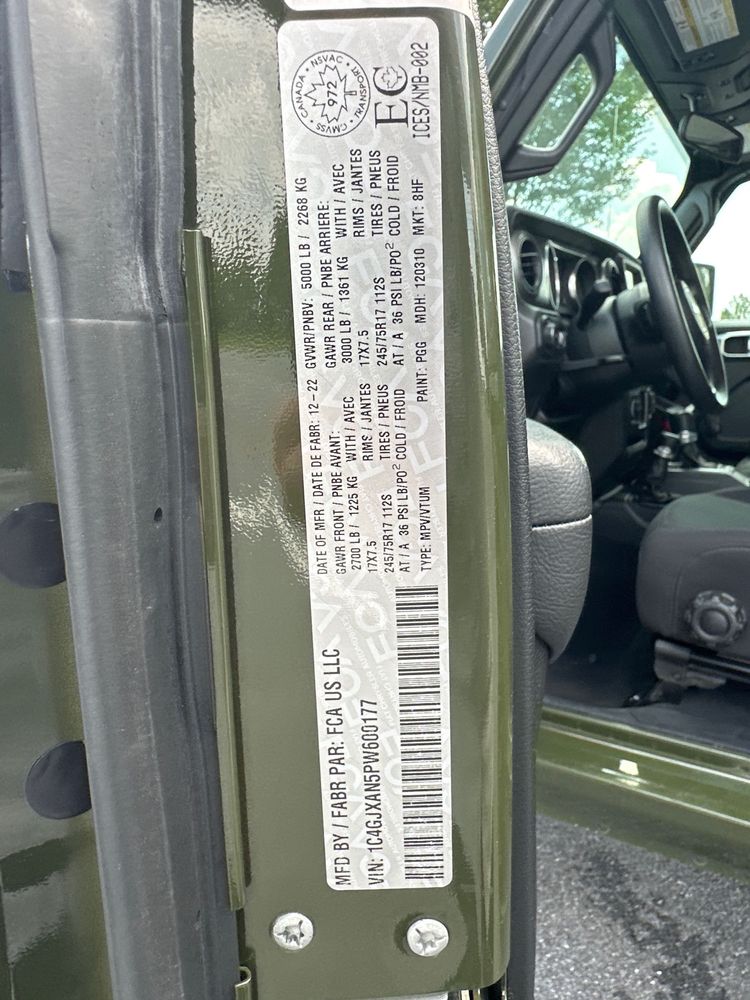 MFD BY / FABR PAR: FCA US LLC
DATE OF MFR / DATE DE FABR: 12-22 GVWR/PNBV: 5000 LB / 2268 KG
GAWR FRONT / PNBE AVANT: GAWR REAR / PNBE ARRIERE:
2700 LB / 1225 KG WITH / AVEC 3000 LB / 1361 KG WITH / AVEC
17X7.5 RIMS / JANTES 17X7.5 RIMS / JANTES
245/75R17 112S TIRES / PNEUS 245/75R17 112S TIRES / PNEUS
AT / A 36 PSI LB/PO² COLD / FROID AT / A 36 PSI LB/PO² COLD / FROID
VIN: 1C4GJXAN5PW600177 TYPE: MPV/VTUM PAINT: PGG MDH: 120310 MKT: 8HF
CANADA · NSVAC · TRANSPORT · CMVSS
972
EC
ICES/NMB-002